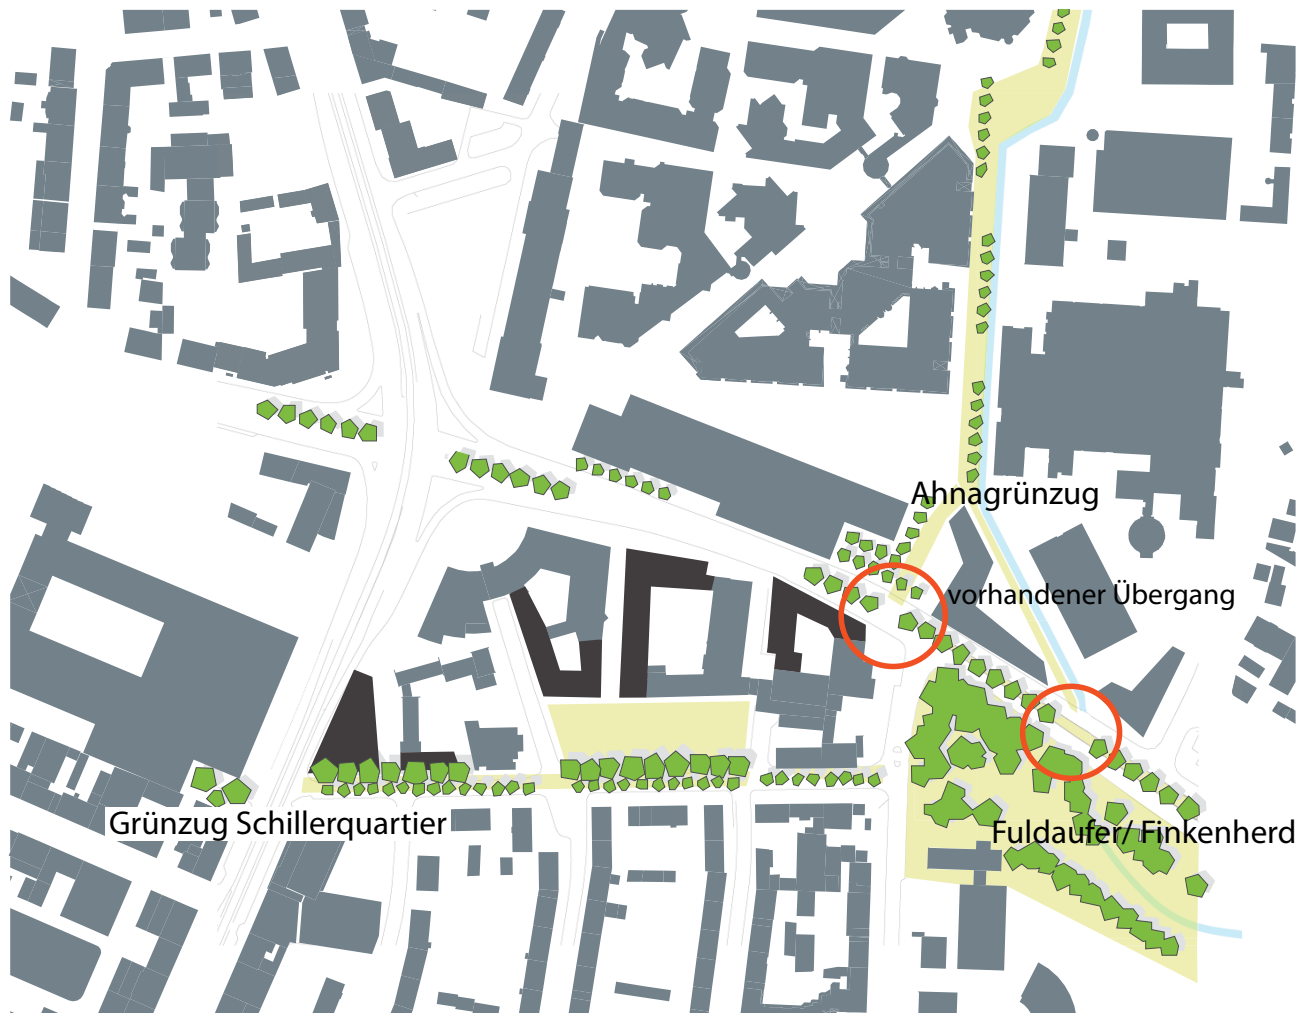 Ahnagrünzug
vorhandener Übergang
Grünzug Schillerquartier
Fuldaufer/ Finkenherd